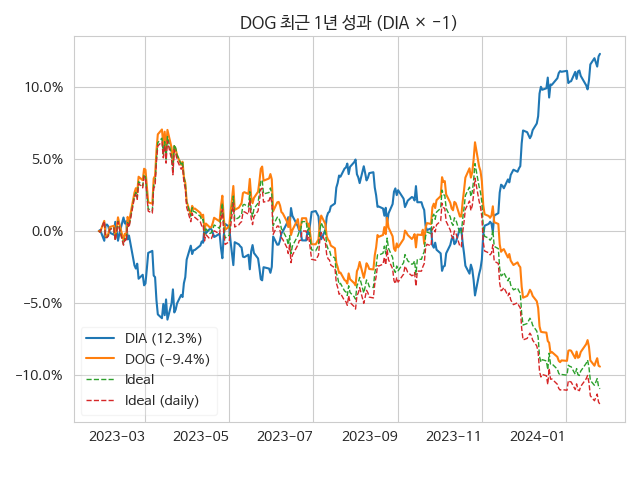 DOG 최근 1년 성과 (DIA × −1)
10.0%
5.0%
0.0%
−5.0%
−10.0%
DIA (12.3%)
DOG (−9.4%)
Ideal
Ideal (daily)
2023−03
2023−05
2023−07
2023−09
2023−11
2024−01